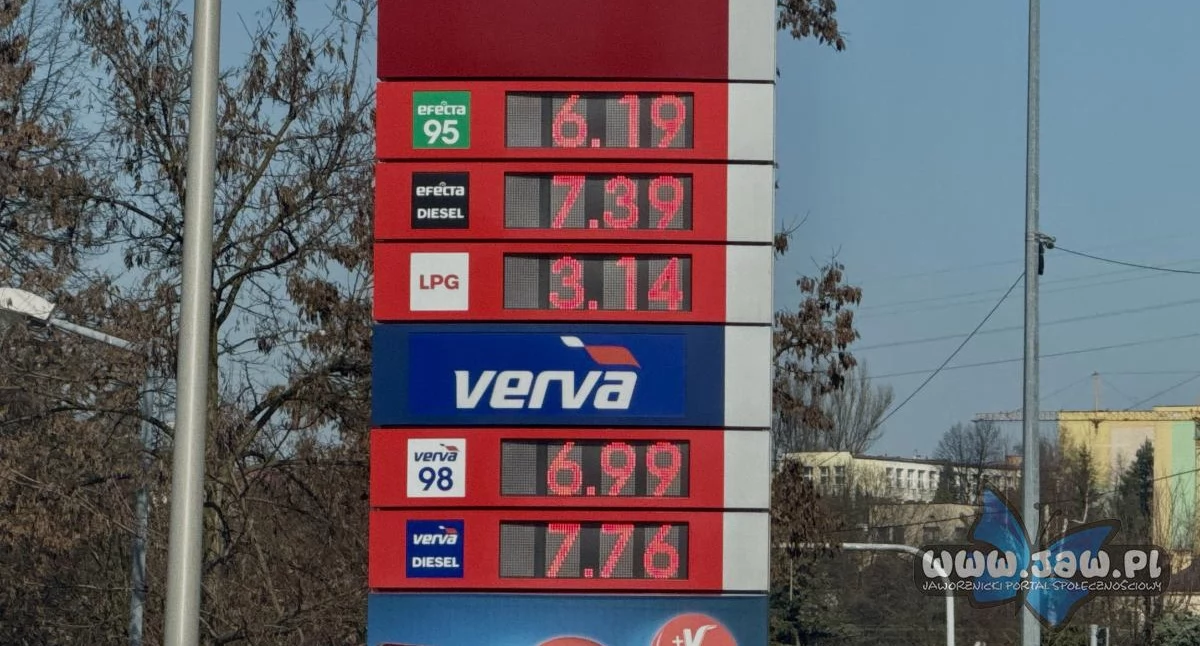 efecta
95
6.19
efecta
DIESEL
7.39
LPG
3.14
verva
verva
98
6.99
verva
DIESEL
7.76
+V
www.jaw.pl
JAWORZNICKI PORTAL SPOŁECZNOŚCIOWY